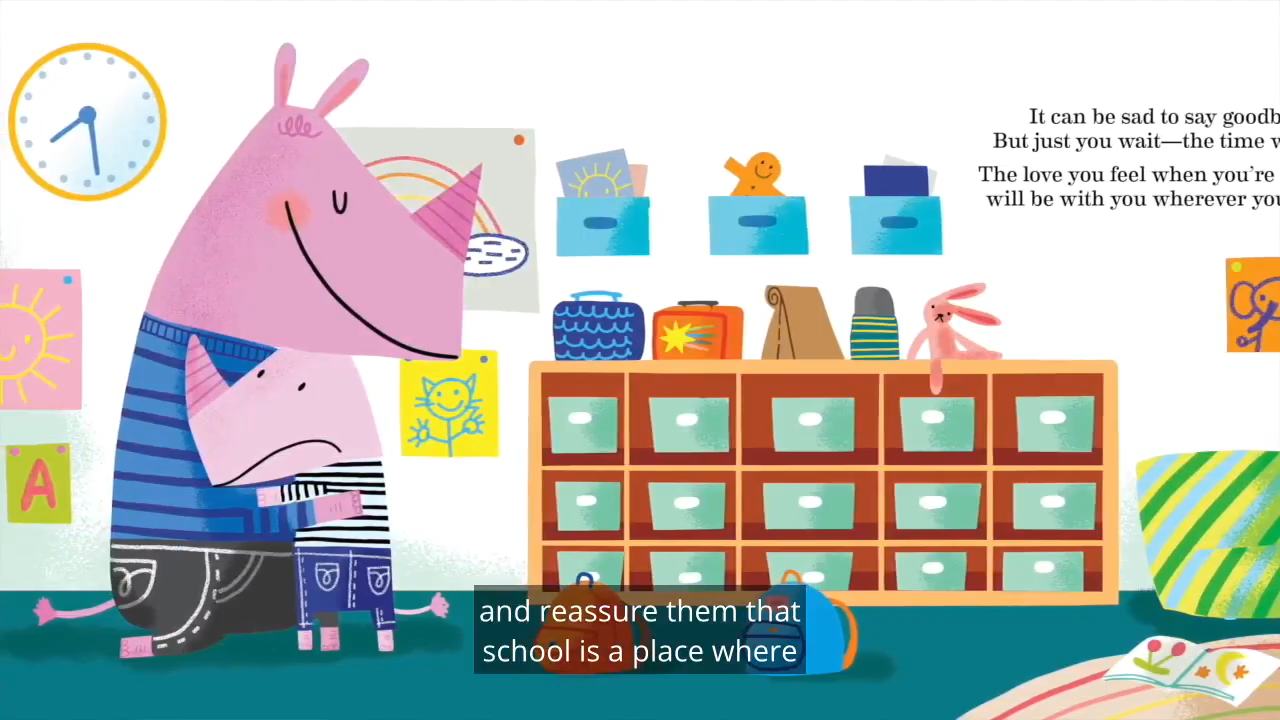 It can be sad to say goodb
But just you wait—the time w
The love you feel when you're
will be with you wherever you
A
and reassure them that
school is a place where